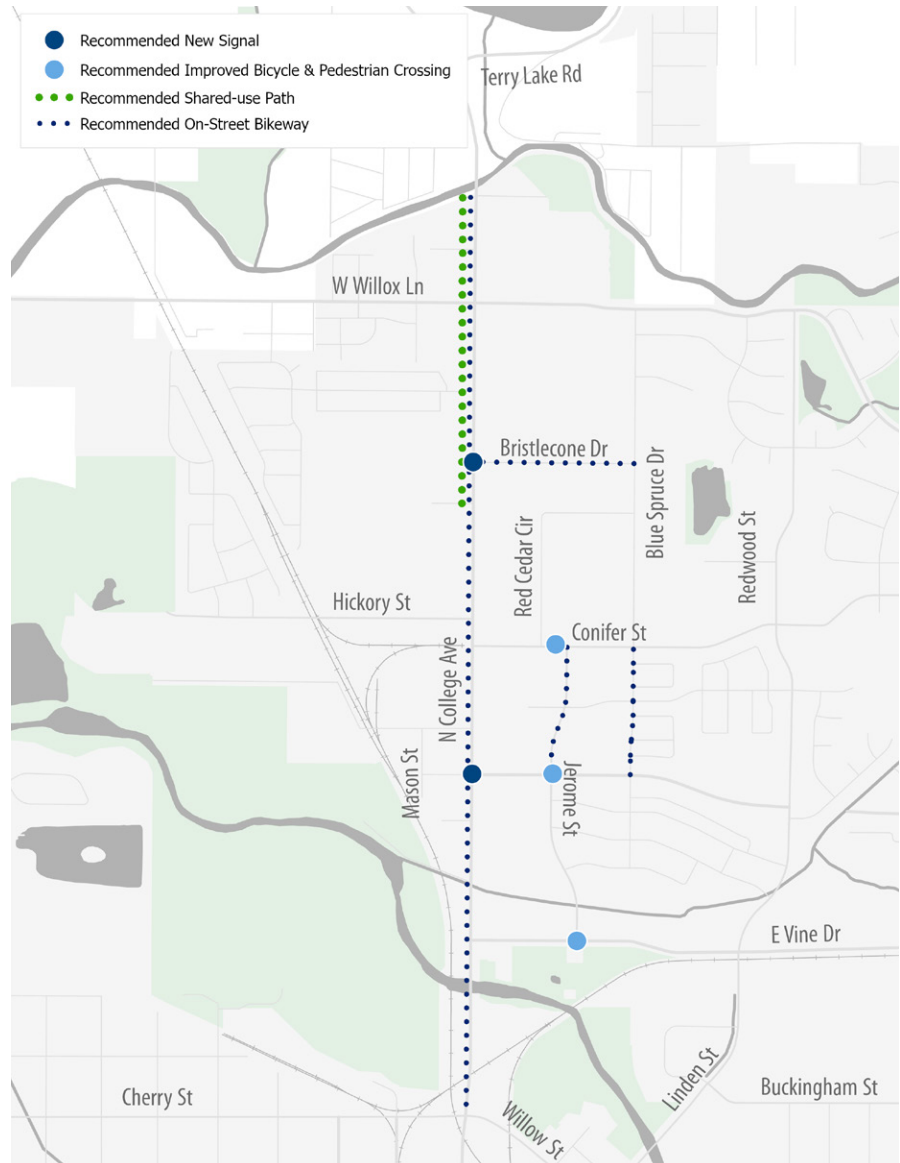 Recommended New Signal
Recommended Improved Bicycle & Pedestrian Crossing
Recommended Shared-use Path
Recommended On-Street Bikeway
Terry Lake Rd
W Willox Ln
Bristlecone Dr
Blue Spruce Dr
Redwood St
Red Cedar Cir
Hickory St
Conifer St
N College Ave
Mason St
Jerome St
E Vine Dr
Linden St
Buckingham St
Cherry St
Willow St